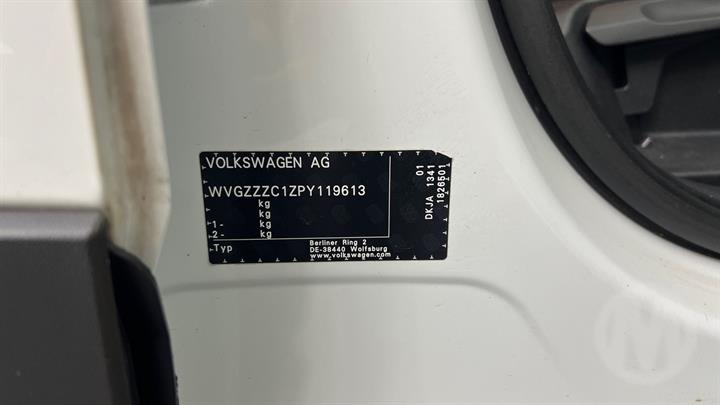 VOLKSWAGEN AG
WVGZZZC1ZPY119613
kg
kg
1- kg
2- kg
Typ
Berliner Ring 2
DE-38440 Wolfsburg
www.volkswagen.com
01
DKJA 1341
1826501
M